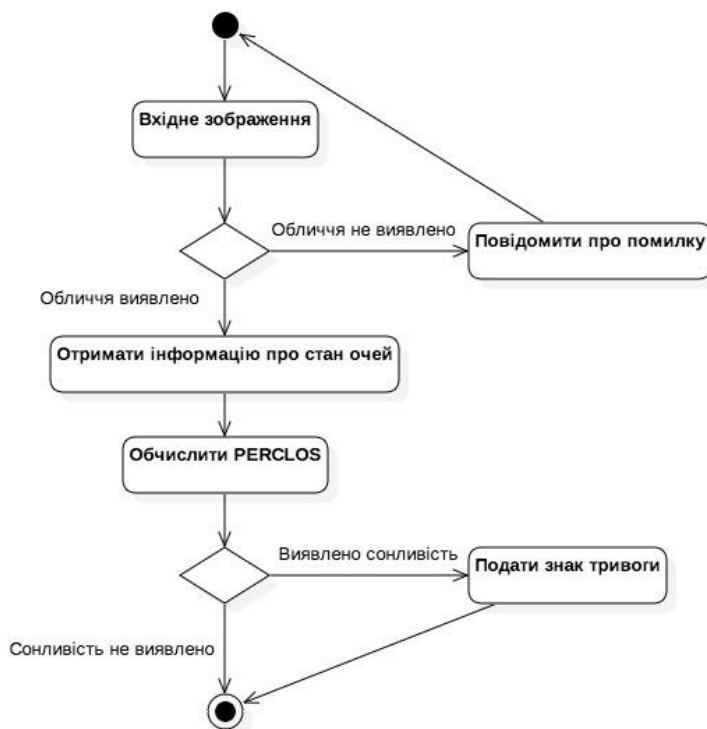 Вхідне зображення
Обличчя не виявлено
Повідомити про помилку
Обличчя виявлено
Отримати інформацію про стан очей
Обчислити PERCLOS
Виявлено сонливість
Подати знак тривоги
Сонливість не виявлено